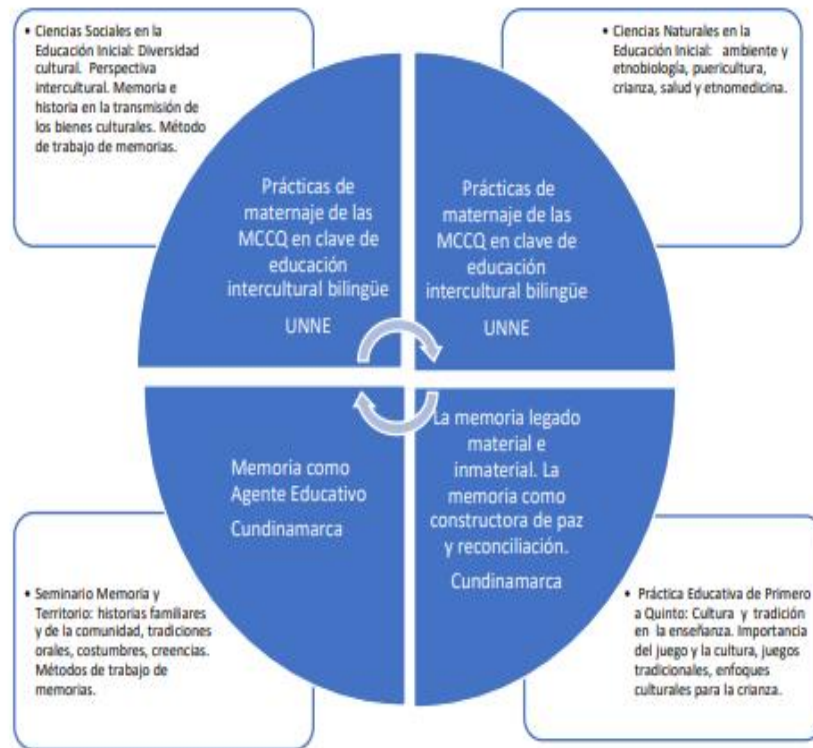 • Ciencias Sociales en la
Educación Inicial: Diversidad
cultural. Perspectiva
intercultural. Memoria e
historia en la transmisión de
los bienes culturales. Método
de trabajo de memorias.
• Ciencias Naturales en la
Educación Inicial: ambiente y
etnobiología, puericultura,
crianza, salud y etnomedicina.
Prácticas de
maternaje de las
MCCQ en clave de
educación
intercultural bilingüe
UNNE
Prácticas de
maternaje de las
MCCQ en clave de
educación
intercultural bilingüe
UNNE
Memoria como
Agente Educativo
Cundinamarca
La memoria legado
material e
inmaterial. La
memoria como
constructora de paz
y reconciliación.
Cundinamarca
• Seminario Memoria y
Territorio: historias familiares
y de la comunidad, tradiciones
orales, costumbres, creencias.
Métodos de trabajo de
memorias.
• Práctica Educativa de Primero
a Quinto: Cultura y tradición
en la enseñanza. Importancia
del juego y la cultura, juegos
tradicionales, enfoques
culturales para la crianza.